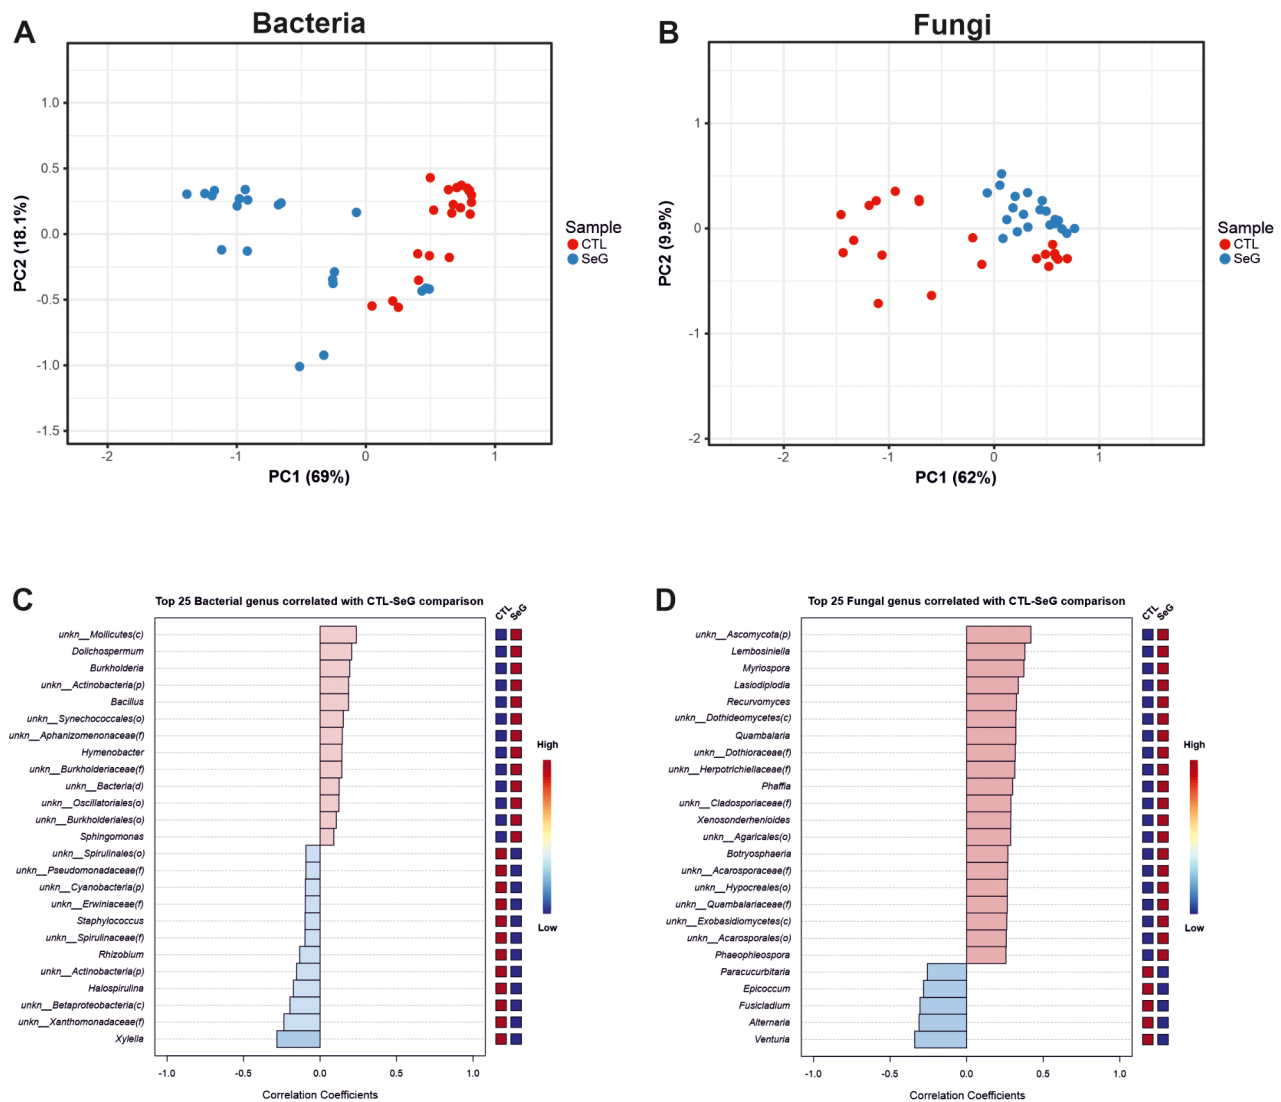 A
Bacteria
1.0
0.5
0.0
-0.5
-1.0
-1.5
PC2 (18.1%)
-2
-1
0
1
PC1 (69%)
Sample
CTL
SeG
B
Fungi
1
0
-1
-2
PC2 (9.9%)
-2
-1
0
1
PC1 (62%)
Sample
CTL
SeG
C
Top 25 Bacterial genus correlated with CTL-SeG comparison
CTL
SeG
unkn__Mollicutes(c)
Dolichospermum
Burkholderia
unkn__Actinobacteria(p)
Bacillus
unkn__Synechococcales(o)
unkn__Aphanizomenonaceae(f)
Hymenobacter
unkn__Burkholderiaceae(f)
unkn__Bacteria(d)
unkn__Oscillatoriales(o)
unkn__Burkholderiales(o)
Sphingomonas
unkn__Spirulinales(o)
unkn__Pseudomonadaceae(f)
unkn__Cyanobacteria(p)
unkn__Erwiniaceae(f)
Staphylococcus
unkn__Spirulinaceae(f)
Rhizobium
unkn__Actinobacteria(p)
Halospirulina
unkn__Betaproteobacteria(c)
unkn__Xanthomonadaceae(f)
Xylella
-1.0
-0.5
0.0
0.5
1.0
Correlation Coefficients
High
Low
D
Top 25 Fungal genus correlated with CTL-SeG comparison
CTL
SeG
unkn__Ascomycota(p)
Lembosiniella
Myriospora
Lasiodiplodia
Recurvomyces
unkn__Dothideomycetes(c)
Quambalaria
unkn__Dothioraceae(f)
unkn__Herpotrichiellaceae(f)
Phaffia
unkn__Cladosporiaceae(f)
Xenosonderhenioides
unkn__Agaricales(o)
Botryosphaeria
unkn__Acarosporaceae(f)
unkn__Hypocreales(o)
unkn__Quambalariaceae(f)
unkn__Exobasidiomycetes(c)
unkn__Acarosporales(o)
Phaeophleospora
Paracucurbitaria
Epicoccum
Fusicladium
Alternaria
Venturia
-1.0
-0.5
0.0
0.5
1.0
Correlation Coefficients
High
Low